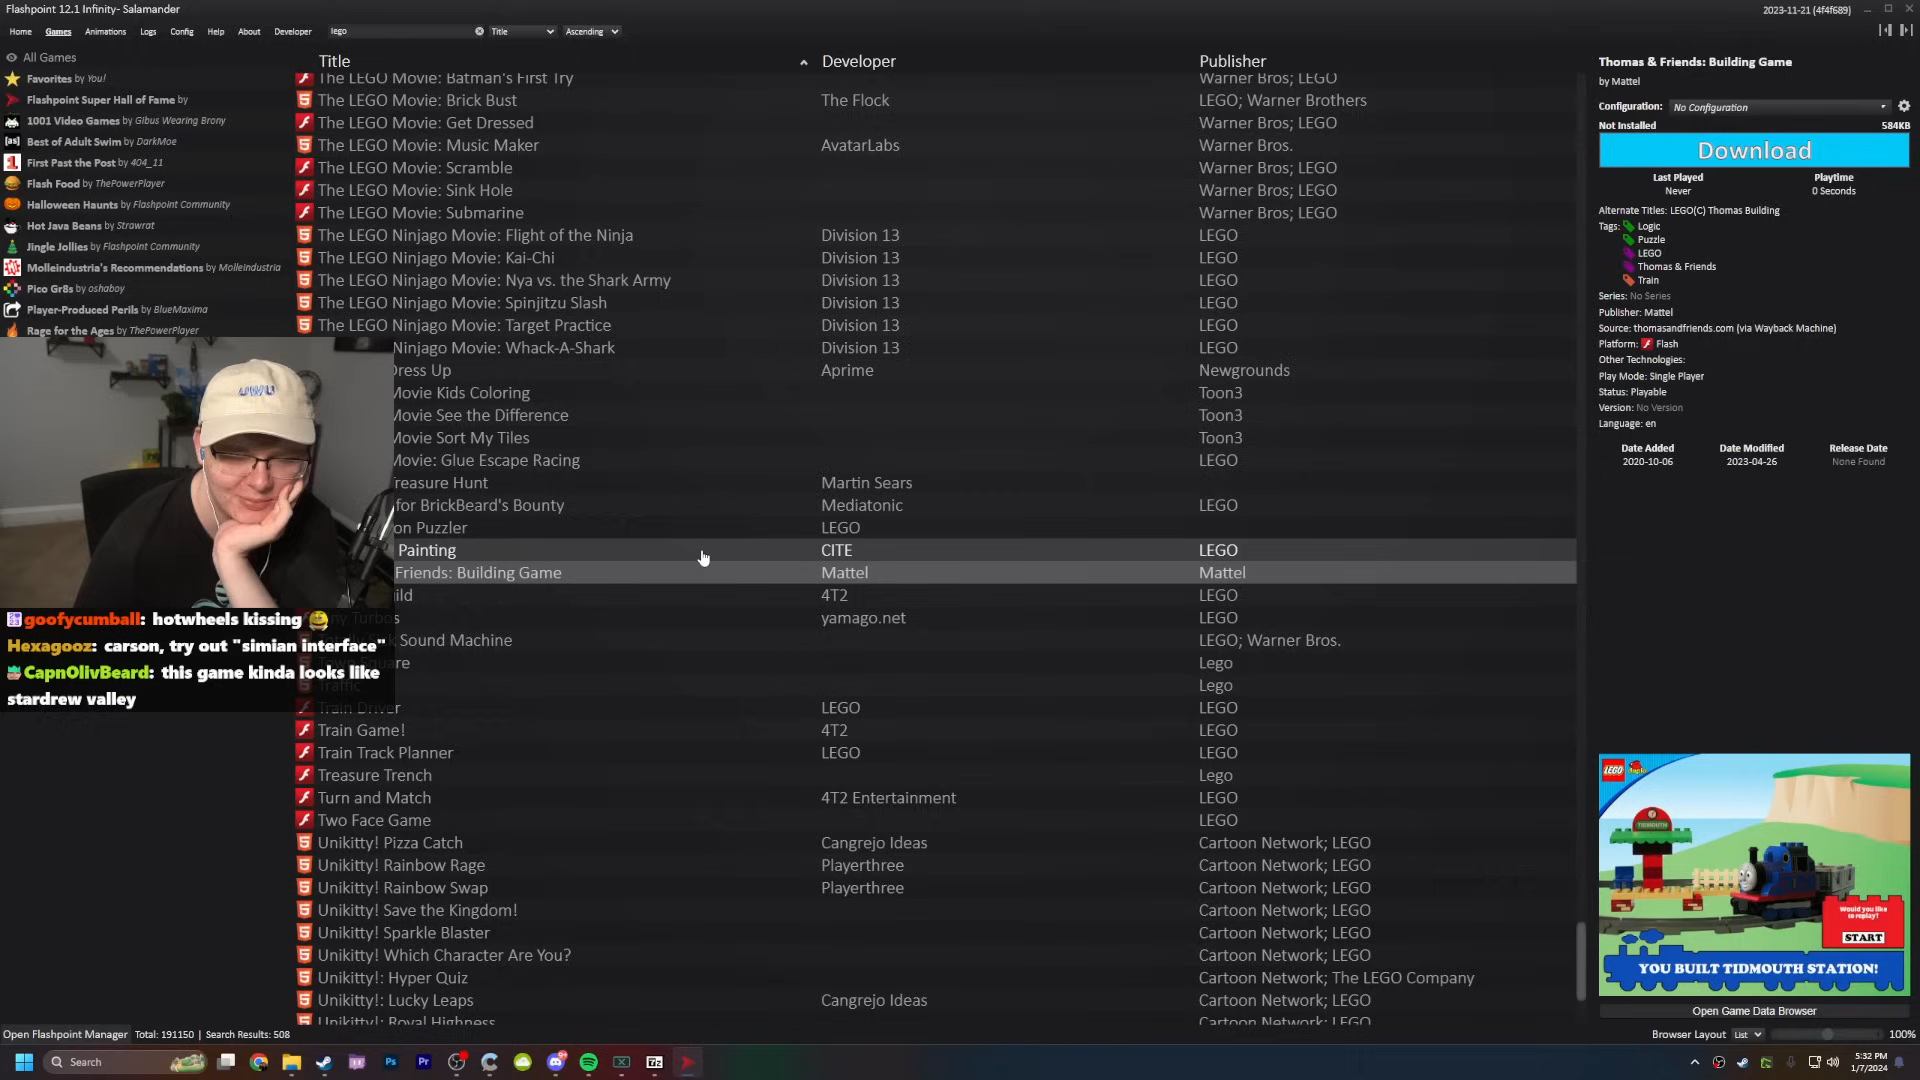 Flashpoint 12.1 Infinity- Salamander
2023-11-21 (4f4f689)
Home Games Animations Logs Config Help About Developer lego Title Ascending
All Games
Favorites by You!
Flashpoint Super Hall of Fame by
1001 Video Games by Gibus Wearing Brony
Best of Adult Swim by DarkMoe
First Past the Post by 404_11
Flash Food by ThePowerPlayer
Halloween Haunts by Flashpoint Community
Hot Java Beans by Strawrat
Jingle Jollies by Flashpoint Community
Molleindustria's Recommendations by Molleindustria
Pico Gr8s by oshaboy
Player-Produced Perils by BlueMaxima
Rage for the Ages by ThePowerPlayer
Title Developer Publisher
The LEGO Movie: Batman's First Try Warner Bros; LEGO
The LEGO Movie: Brick Bust The Flock LEGO; Warner Brothers
The LEGO Movie: Get Dressed Warner Bros; LEGO
The LEGO Movie: Music Maker AvatarLabs Warner Bros.
The LEGO Movie: Scramble Warner Bros; LEGO
The LEGO Movie: Sink Hole Warner Bros; LEGO
The LEGO Movie: Submarine Warner Bros; LEGO
The LEGO Ninjago Movie: Flight of the Ninja Division 13 LEGO
The LEGO Ninjago Movie: Kai-Chi Division 13 LEGO
The LEGO Ninjago Movie: Nya vs. the Shark Army Division 13 LEGO
The LEGO Ninjago Movie: Spinjitzu Slash Division 13 LEGO
The LEGO Ninjago Movie: Target Practice Division 13 LEGO
Ninjago Movie: Whack-A-Shark Division 13 LEGO
Dress Up Aprime Newgrounds
Movie Kids Coloring Toon3
Movie See the Difference Toon3
Movie Sort My Tiles Toon3
Movie: Glue Escape Racing LEGO
Treasure Hunt Martin Sears
for BrickBeard's Bounty Mediatonic LEGO
on Puzzler LEGO
Painting CITE LEGO
Friends: Building Game Mattel Mattel
ild 4T2 LEGO
Tiny Turbos yamago.net LEGO
Sound Machine LEGO; Warner Bros.
Town Square Lego
Traffic Lego
Train Driver LEGO LEGO
Train Game! 4T2 LEGO
Train Track Planner LEGO LEGO
Treasure Trench Lego
Turn and Match 4T2 Entertainment LEGO
Two Face Game LEGO
Unikitty! Pizza Catch Cangrejo Ideas Cartoon Network; LEGO
Unikitty! Rainbow Rage Playerthree Cartoon Network; LEGO
Unikitty! Rainbow Swap Playerthree Cartoon Network; LEGO
Unikitty! Save the Kingdom! Cartoon Network; LEGO
Unikitty! Sparkle Blaster Cartoon Network; LEGO
Unikitty! Which Character Are You? Cartoon Network; LEGO
Unikitty!: Hyper Quiz Cartoon Network; The LEGO Company
Unikitty!: Lucky Leaps Cangrejo Ideas Cartoon Network; LEGO
Unikitty!: Royal Highness Cartoon Network; LEGO
UWU
goofycumball: hotwheels kissing
Hexagooz: carson, try out "simian interface"
CapnOlivBeard: this game kinda looks like
stardrew valley
Thomas & Friends: Building Game
by Mattel
Configuration: No Configuration
Not Installed 584KB
Download
Last Played Playtime
Never 0 Seconds
Alternate Titles: LEGO(C) Thomas Building
Tags: Logic
Puzzle
LEGO
Thomas & Friends
Train
Series: No Series
Publisher: Mattel
Source: thomasandfriends.com (via Wayback Machine)
Platform: Flash
Other Technologies:
Play Mode: Single Player
Status: Playable
Version: No Version
Language: en
Date Added Date Modified Release Date
2020-10-06 2023-04-26 None Found
LEGO
TIDMOUTH
Would you like
to replay?
START
YOU BUILT TIDMOUTH STATION!
Open Game Data Browser
Open Flashpoint Manager Total: 191150 | Search Results: 508
Browser Layout List 100%
Search
Ps Pr
5:32 PM
1/7/2024